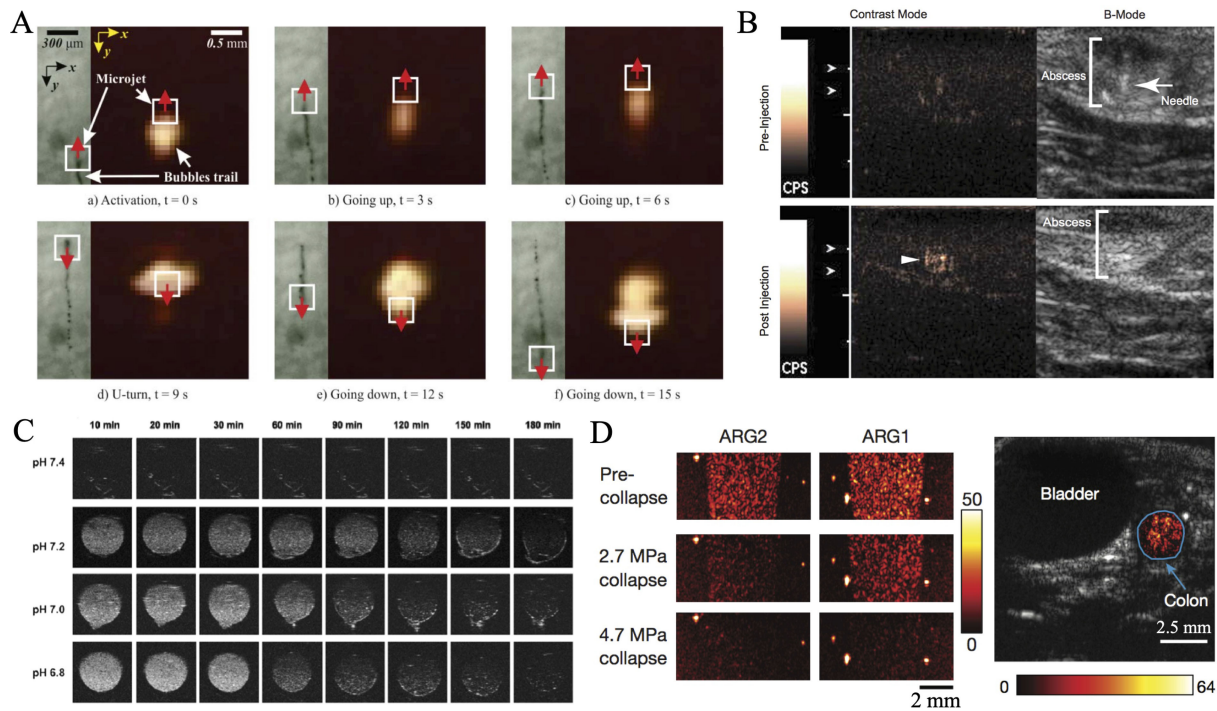 A
300 µm
x
y
x
y
0.5 mm
Microjet
Bubbles trail
a) Activation, t = 0 s
b) Going up, t = 3 s
c) Going up, t = 6 s
d) U-turn, t = 9 s
e) Going down, t = 12 s
f) Going down, t = 15 s
B
Contrast Mode
B-Mode
Pre-Injection
CPS
Abscess
Needle
Post Injection
CPS
Abscess
C
10 min 20 min 30 min 60 min 90 min 120 min 150 min 180 min
pH 7.4
pH 7.2
pH 7.0
pH 6.8
D
ARG2 ARG1
Pre-
collapse
2.7 MPa
collapse
4.7 MPa
collapse
50
0
2 mm
Bladder
Colon
2.5 mm
0 64